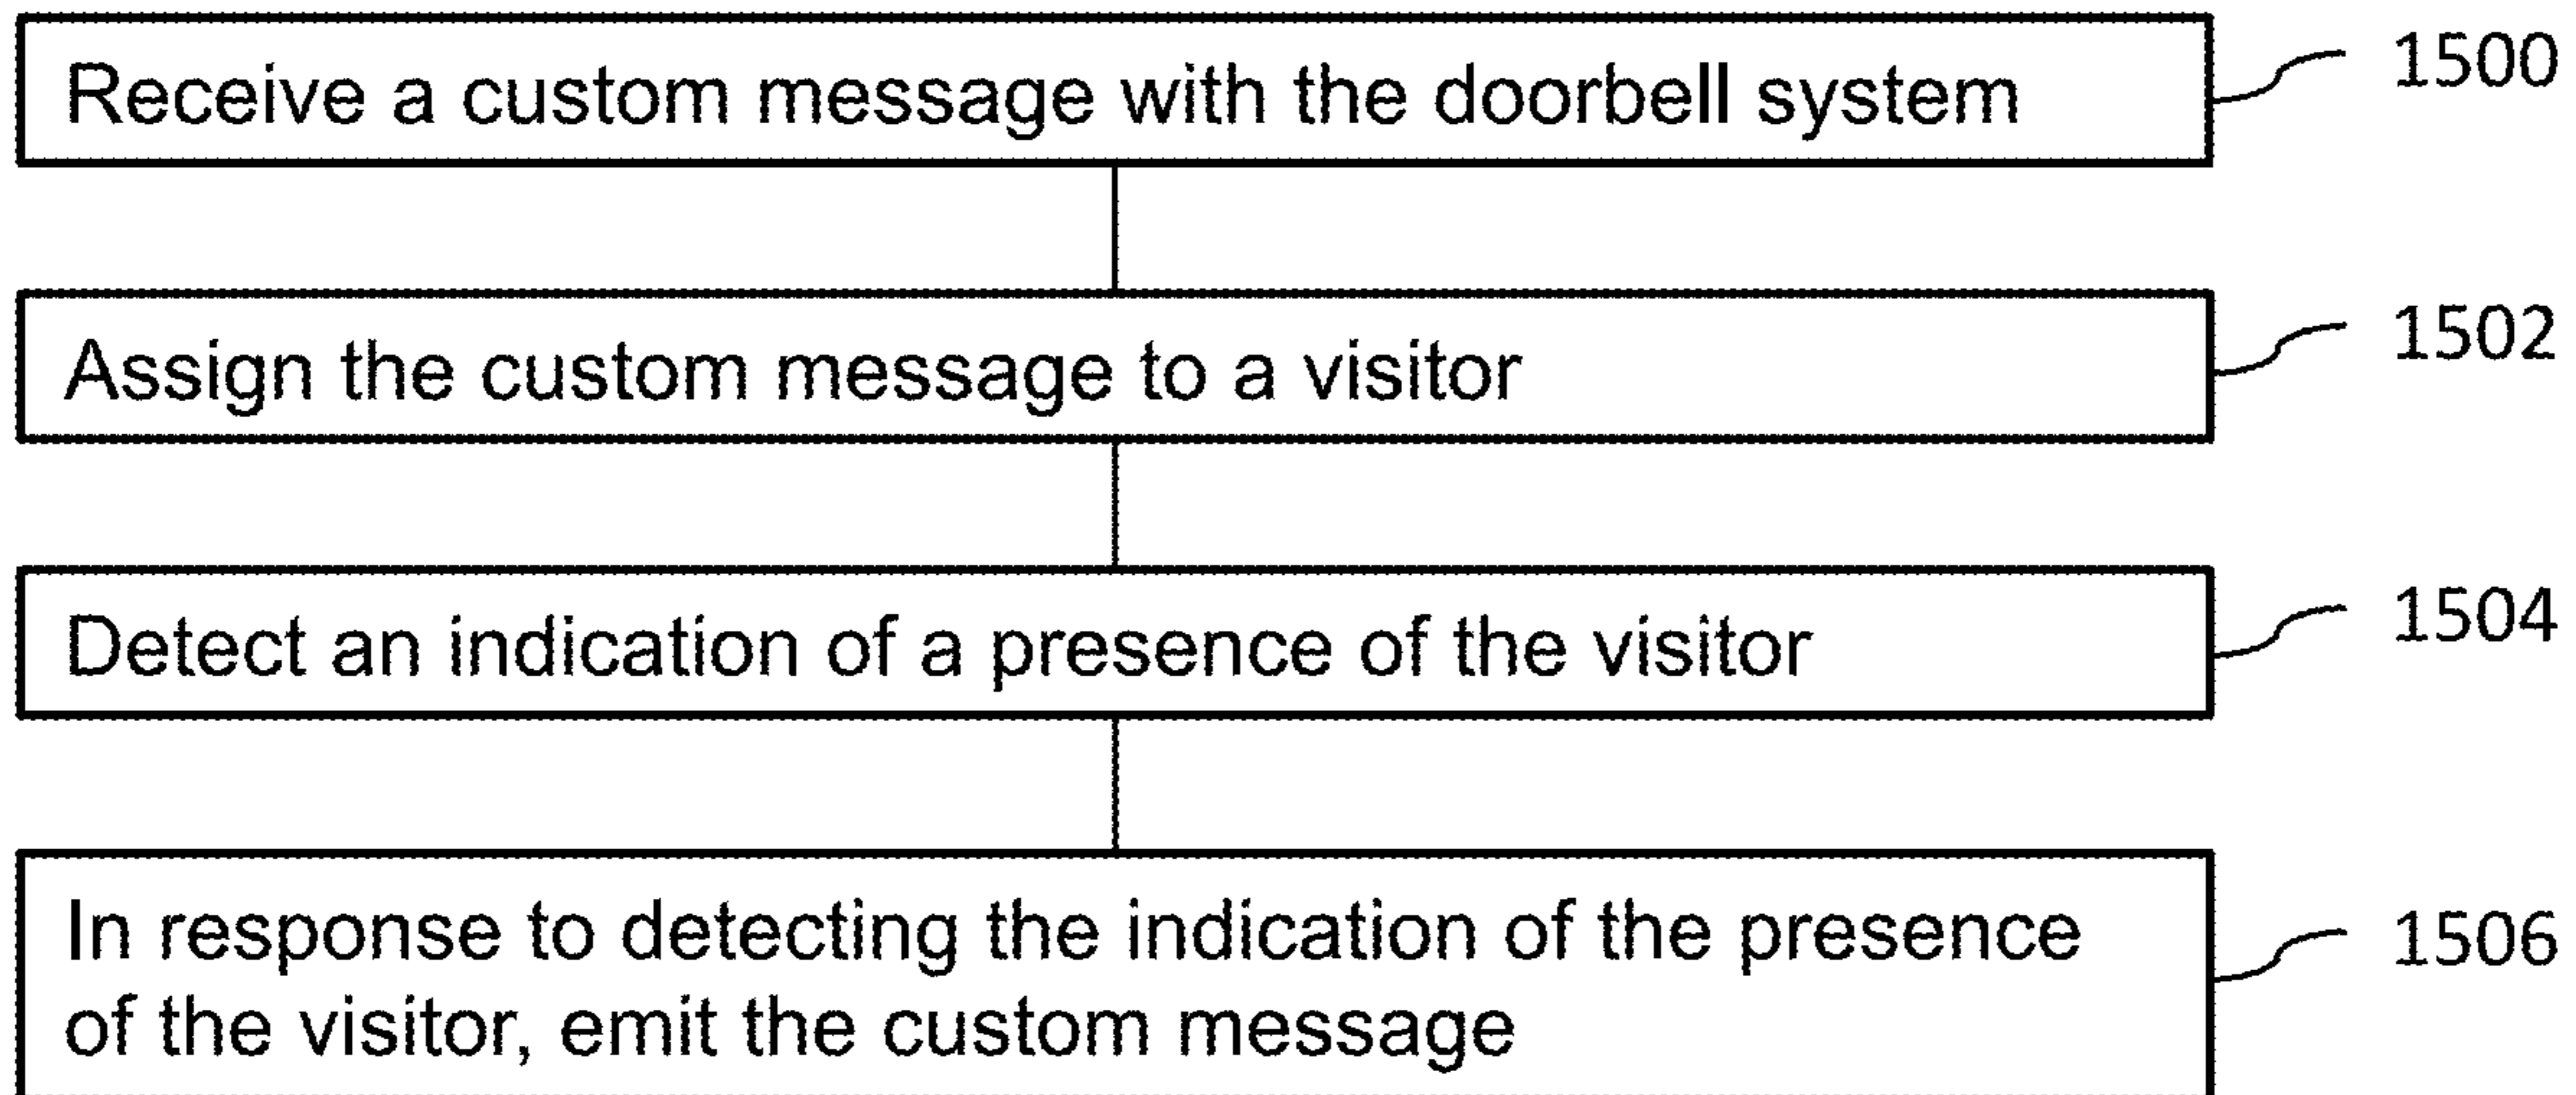 Receive a custom message with the doorbell system
1500
Assign the custom message to a visitor
1502
Detect an indication of a presence of the visitor
1504
In response to detecting the indication of the presence
of the visitor, emit the custom message
1506